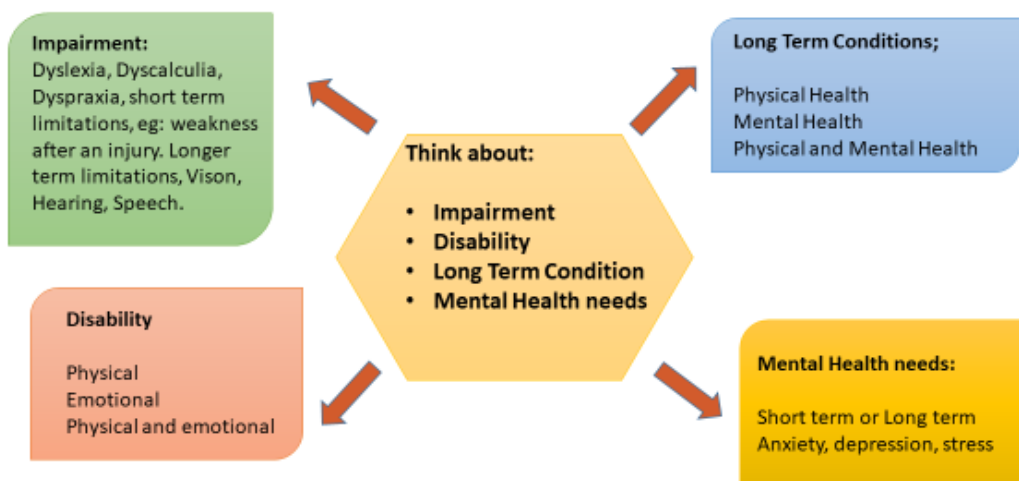 Impairment:
Dyslexia, Dyscalculia,
Dyspraxia, short term
limitations, eg: weakness
after an injury. Longer
term limitations, Vison,
Hearing, Speech.
Long Term Conditions;
Physical Health
Mental Health
Physical and Mental Health
Think about:
• Impairment
• Disability
• Long Term Condition
• Mental Health needs
Disability
Physical
Emotional
Physical and emotional
Mental Health needs:
Short term or Long term
Anxiety, depression, stress